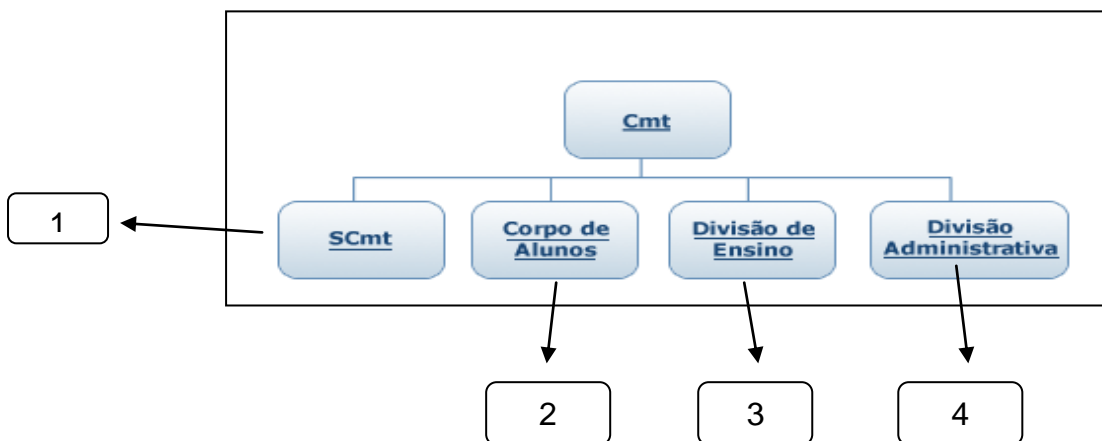 Cmt
1
SCmt
Corpo de
Alunos
Divisão de
Ensino
Divisão
Administrativa
2
3
4